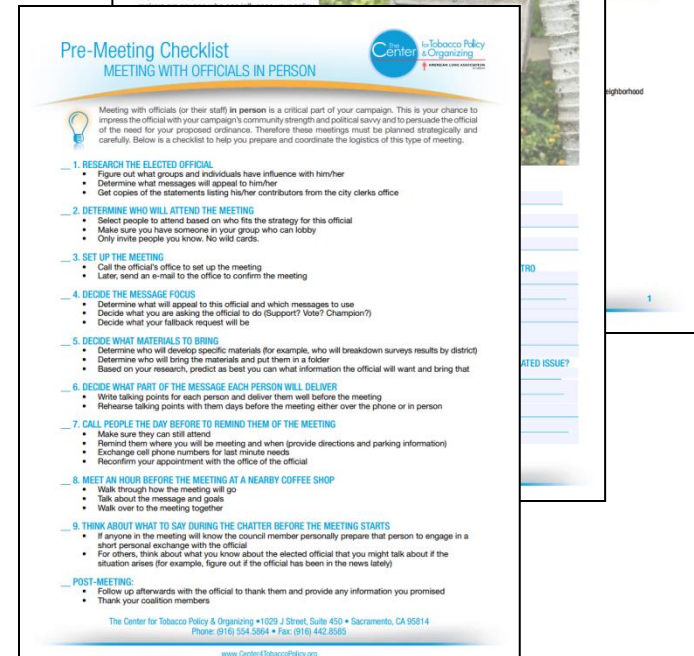 Pre-Meeting Checklist
MEETING WITH OFFICIALS IN PERSON
The Center for Tobacco Policy & Organizing
AMERICAN LUNG ASSOCIATION
Meeting with officials (or their staff) in person is a critical part of your campaign. This is your chance to
impress the official with your campaign's community strength and political savvy and to persuade the official
of the need for your proposed ordinance. Therefore these meetings must be planned strategically and
carefully. Below is a checklist to help you prepare and coordinate the logistics of this type of meeting.
__ 1. RESEARCH THE ELECTED OFFICIAL
• Figure out what groups and individuals have influence with him/her
• Determine what messages will appeal to him/her
• Get copies of the statements listing his/her contributors from the city clerks office
__ 2. DETERMINE WHO WILL ATTEND THE MEETING
• Select people to attend based on who fits the strategy for this official
• Make sure you have someone in your group who can lobby
• Only invite people you know. No wild cards.
__ 3. SET UP THE MEETING
• Call the official's office to set up the meeting
• Later, send an e-mail to the office to confirm the meeting
__ 4. DECIDE THE MESSAGE FOCUS
• Determine what will appeal to this official and which messages to use
• Decide what you are asking the official to do (Support? Vote? Champion?)
• Decide what your fallback request will be
__ 5. DECIDE WHAT MATERIALS TO BRING
• Determine who will develop specific materials (for example, who will breakdown surveys results by district)
• Determine who will bring the materials and put them in a folder
• Based on your research, predict as best you can what information the official will want and bring that
__ 6. DECIDE WHAT PART OF THE MESSAGE EACH PERSON WILL DELIVER
• Write talking points for each person and deliver them well before the meeting
• Rehearse talking points with them days before the meeting either over the phone or in person
__ 7. CALL PEOPLE THE DAY BEFORE TO REMIND THEM OF THE MEETING
• Make sure they can still attend
• Remind them where you will be meeting and when (provide directions and parking information)
• Exchange cell phone numbers for last minute needs
• Reconfirm your appointment with the office of the official
__ 8. MEET AN HOUR BEFORE THE MEETING AT A NEARBY COFFEE SHOP
• Walk through how the meeting will go
• Talk about the message and goals
• Walk over to the meeting together
__ 9. THINK ABOUT WHAT TO SAY DURING THE CHATTER BEFORE THE MEETING STARTS
• If anyone in the meeting will know the council member personally prepare that person to engage in a
short personal exchange with the official
• For others, think about what you know about the elected official that you might talk about if the
situation arises (for example, figure out if the official has been in the news lately)
__ POST-MEETING:
• Follow up afterwards with the official to thank them and provide any information you promised
• Thank your coalition members
The Center for Tobacco Policy & Organizing •1029 J Street, Suite 450 • Sacramento, CA 95814
Phone: (916) 554.5864 • Fax: (916) 442.8585
www.Center4TobaccoPolicy.org
eighborhood
TRO
ATED ISSUE?
1